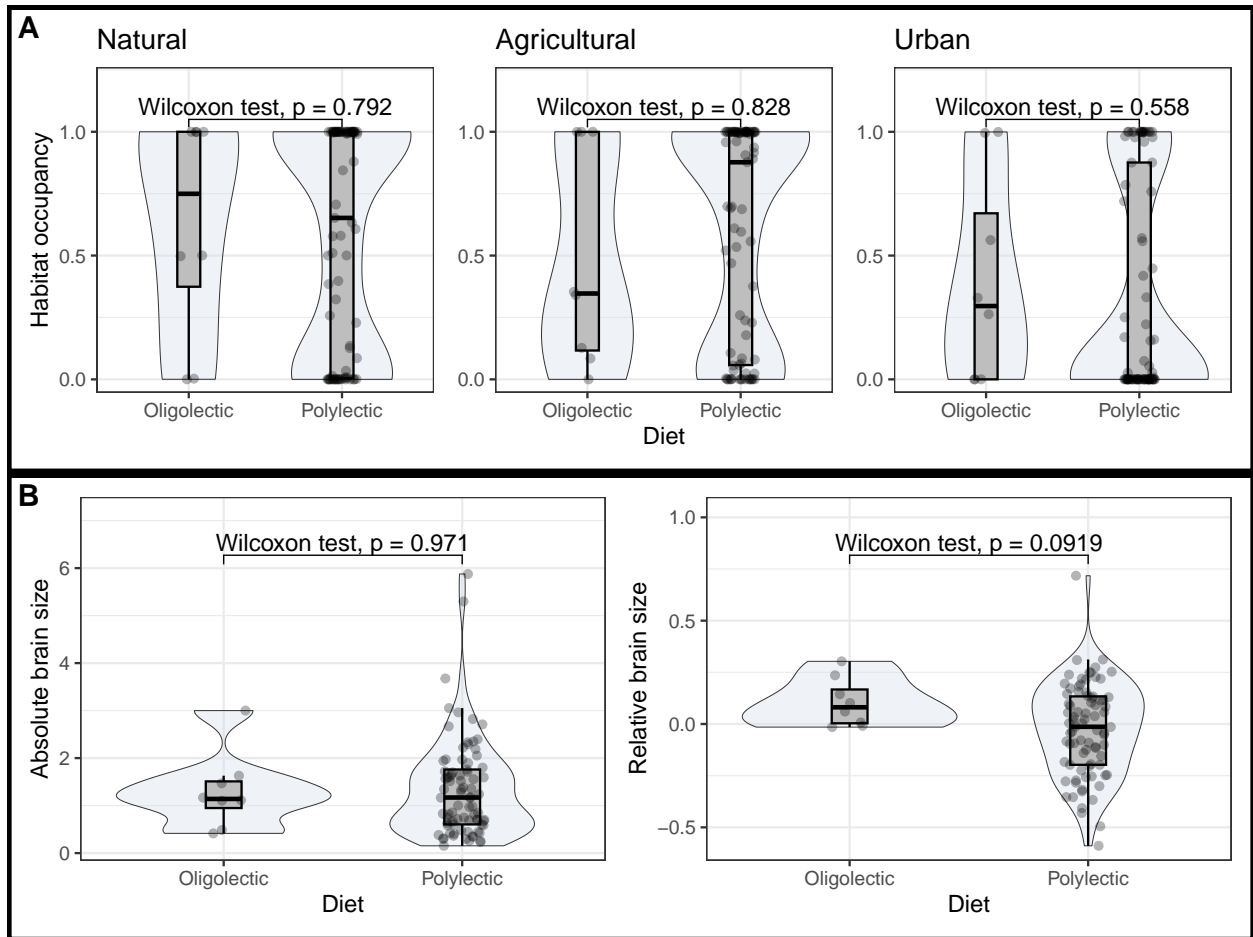 A
Natural
Agricultural
Urban
Wilcoxon test, p = 0.792
Wilcoxon test, p = 0.828
Wilcoxon test, p = 0.558
Habitat occupancy
1.0
0.5
0.0
1.0
0.5
0.0
1.0
0.5
0.0
Oligolectic
Polylectic
Oligolectic
Polylectic
Oligolectic
Polylectic
Diet
B
Wilcoxon test, p = 0.971
Absolute brain size
6
4
2
0
Oligolectic
Polylectic
Diet
Wilcoxon test, p = 0.0919
Relative brain size
1.0
0.5
0.0
−0.5
Oligolectic
Polylectic
Diet